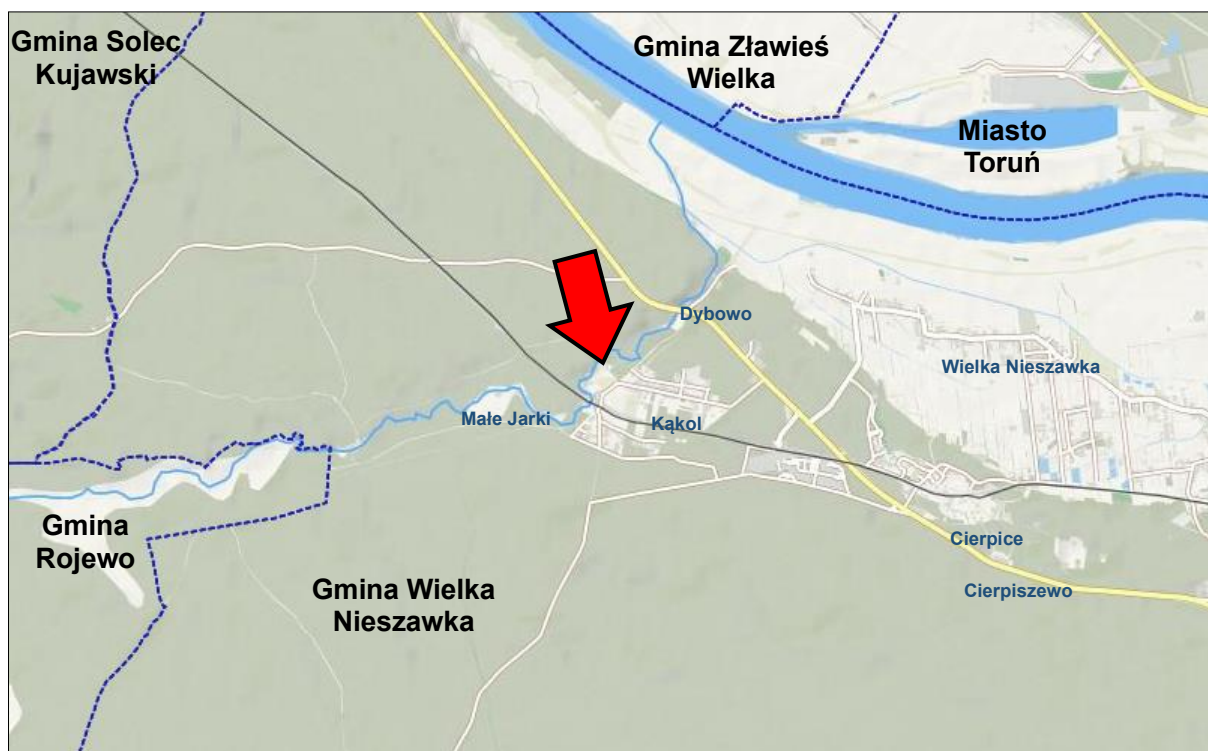 Gmina Solec
Kujawski
Gmina Zławieś
Wielka
Miasto
Toruń
Dybowo
Wielka Nieszawka
Małe Jarki
Kąkol
Gmina
Rojewo
Cierpice
Gmina Wielka
Nieszawka
Cierpiszewo